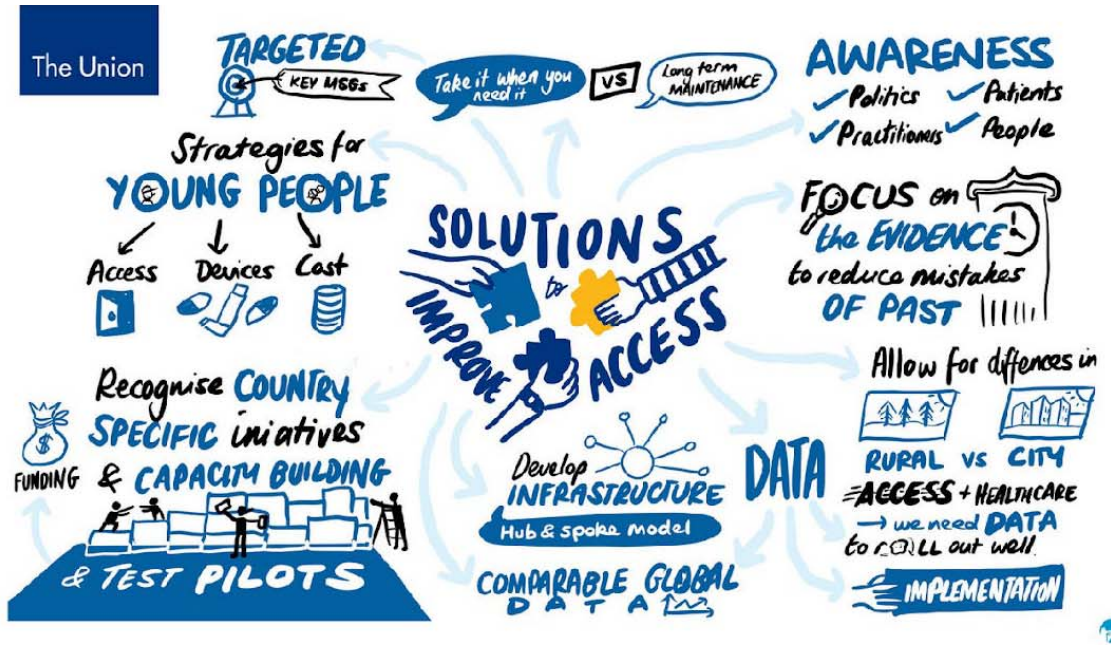 The Union
TARGETED
KEY MSGs
Take it when you
need it
VS
Long term
MAINTENANCE
AWARENESS
Politics Patients
Practitioners People
Strategies for
YOUNG PEOPLE
Access Devices Cost
FOCUS on
the EVIDENCE
to reduce mistakes
OF PAST
SOLUTIONS
to
IMPROVE
ACCESS
Recognise COUNTRY
SPECIFIC iniatives
& CAPACITY BUILDING
$
FUNDING
& TEST PILOTS
Develop
INFRASTRUCTURE
Hub & spoke model
COMPARABLE GLOBAL
DATA
DATA
Allow for diffences in
RURAL VS CITY
ACCESS + HEALTHCARE
→ we need DATA
to ROLL out well
IMPLEMENTATION